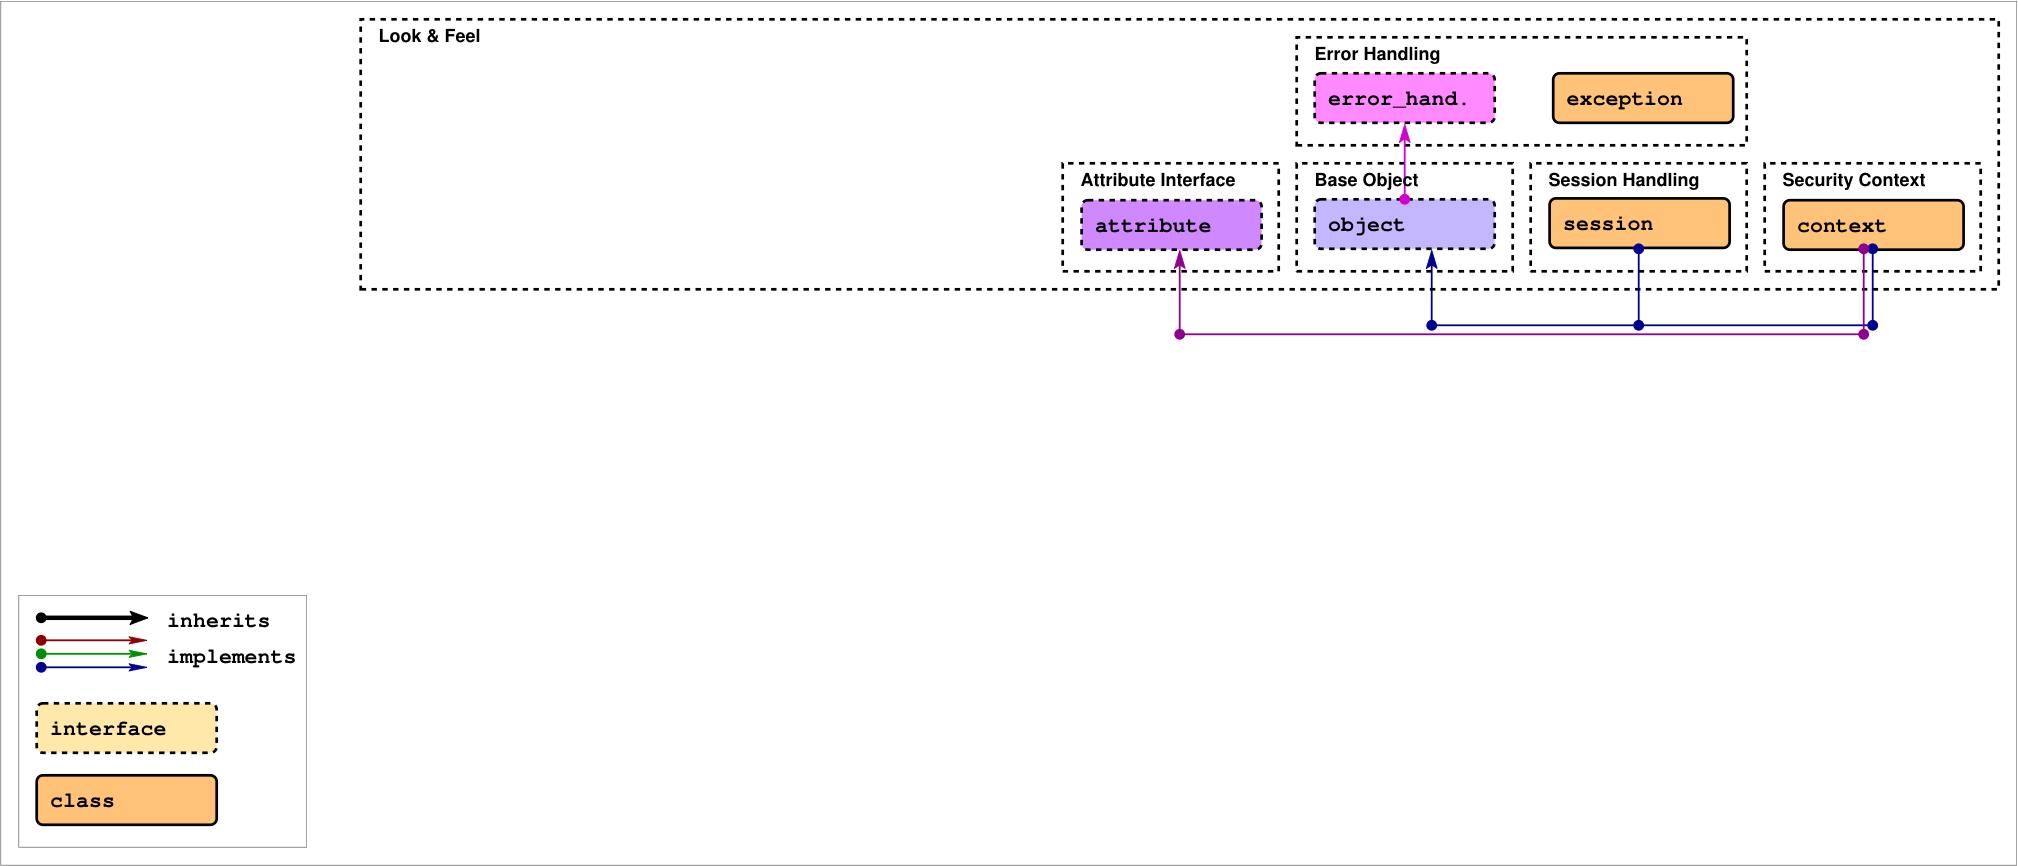 Look & Feel
Error Handling
error_hand.
exception
Attribute Interface
Base Object
Session Handling
Security Context
attribute
object
session
context
inherits
implements
interface
class